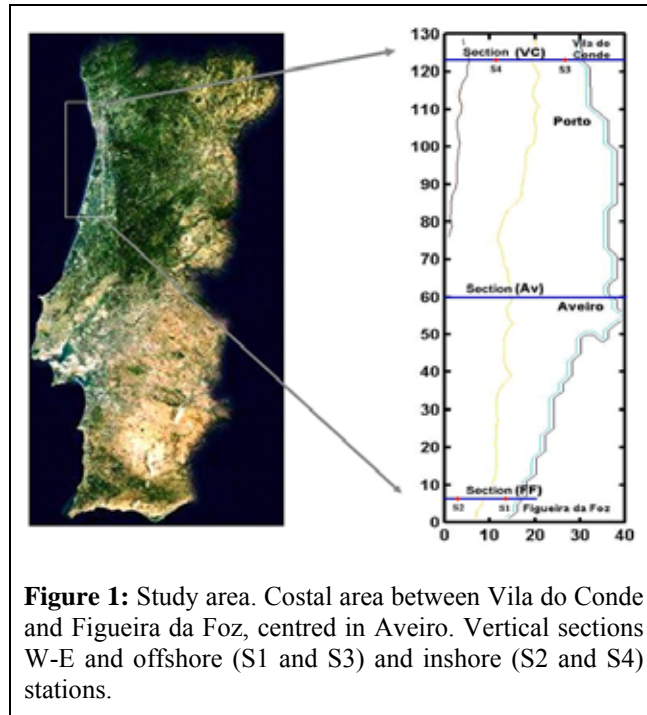 130
120
110
100
90
80
70
60
50
40
30
20
10
0
0 10 20 30 40
Section (VC)
Vila do
Conde
S4 S3
Porto
Section (Av)
Aveiro
Section (FF)
S2 S1 Figueira da Foz
Figure 1: Study area. Costal area between Vila do Conde
and Figueira da Foz, centred in Aveiro. Vertical sections
W-E and offshore (S1 and S3) and inshore (S2 and S4)
stations.